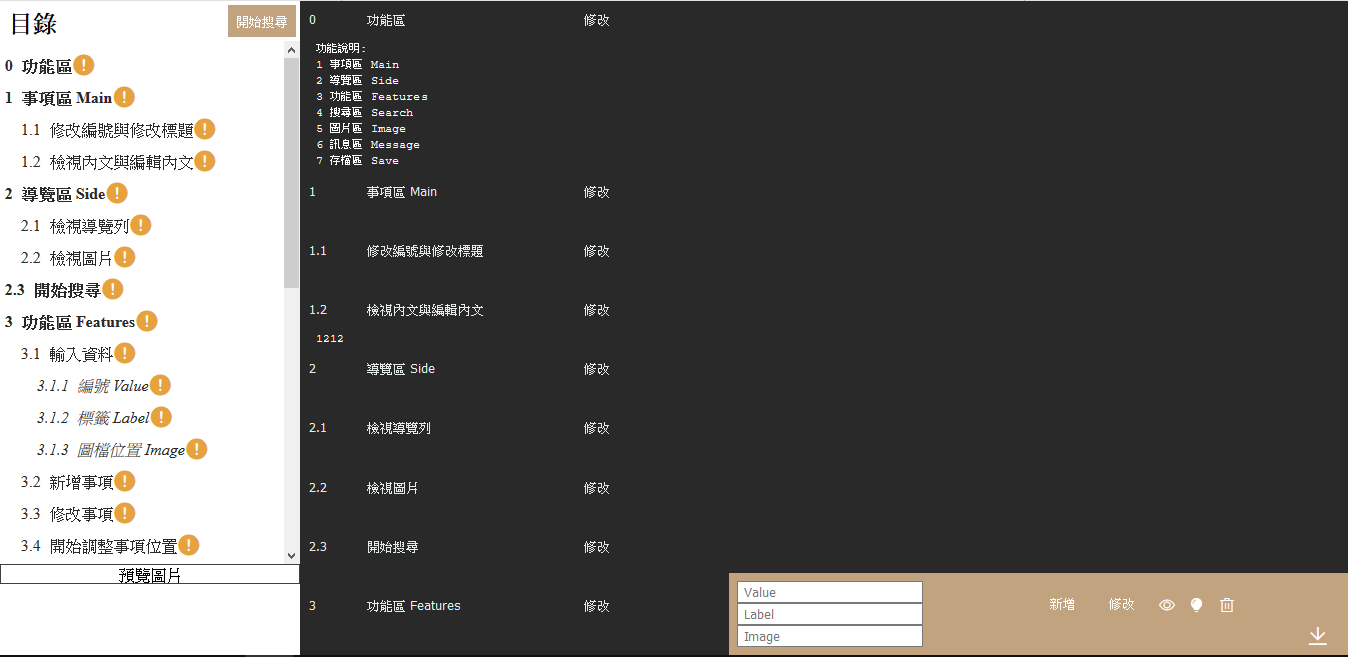 目錄
開始搜尋
0 功能區
1 事項區 Main
1.1 修改編號與修改標題
1.2 檢視內文與編輯內文
2 導覽區 Side
2.1 檢視導覽列
2.2 檢視圖片
2.3 開始搜尋
3 功能區 Features
3.1 輸入資料
3.1.1 編號 Value
3.1.2 標籤 Label
3.1.3 圖檔位置 Image
3.2 新增事項
3.3 修改事項
3.4 開始調整事項位置
預覽圖片
0 功能區 修改
功能說明:
1 事項區 Main
2 導覽區 Side
3 功能區 Features
4 搜尋區 Search
5 圖片區 Image
6 訊息區 Message
7 存檔區 Save
1 事項區 Main 修改
1.1 修改編號與修改標題 修改
1.2 檢視內文與編輯內文 修改
1212
2 導覽區 Side 修改
2.1 檢視導覽列 修改
2.2 檢視圖片 修改
2.3 開始搜尋 修改
3 功能區 Features 修改
Value
Label
Image
新增 修改